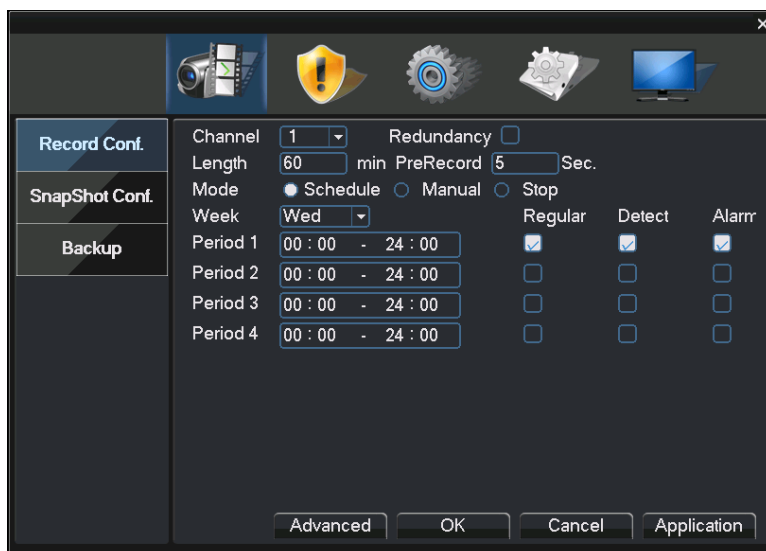 Record Conf.
SnapShot Conf.
Backup
Channel 1 Redundancy
Length 60 min PreRecord 5 Sec.
Mode Schedule Manual Stop
Week Wed Regular Detect Alarm
Period 1 00 : 00 - 24 : 00
Period 2 00 : 00 - 24 : 00
Period 3 00 : 00 - 24 : 00
Period 4 00 : 00 - 24 : 00
Advanced OK Cancel Application